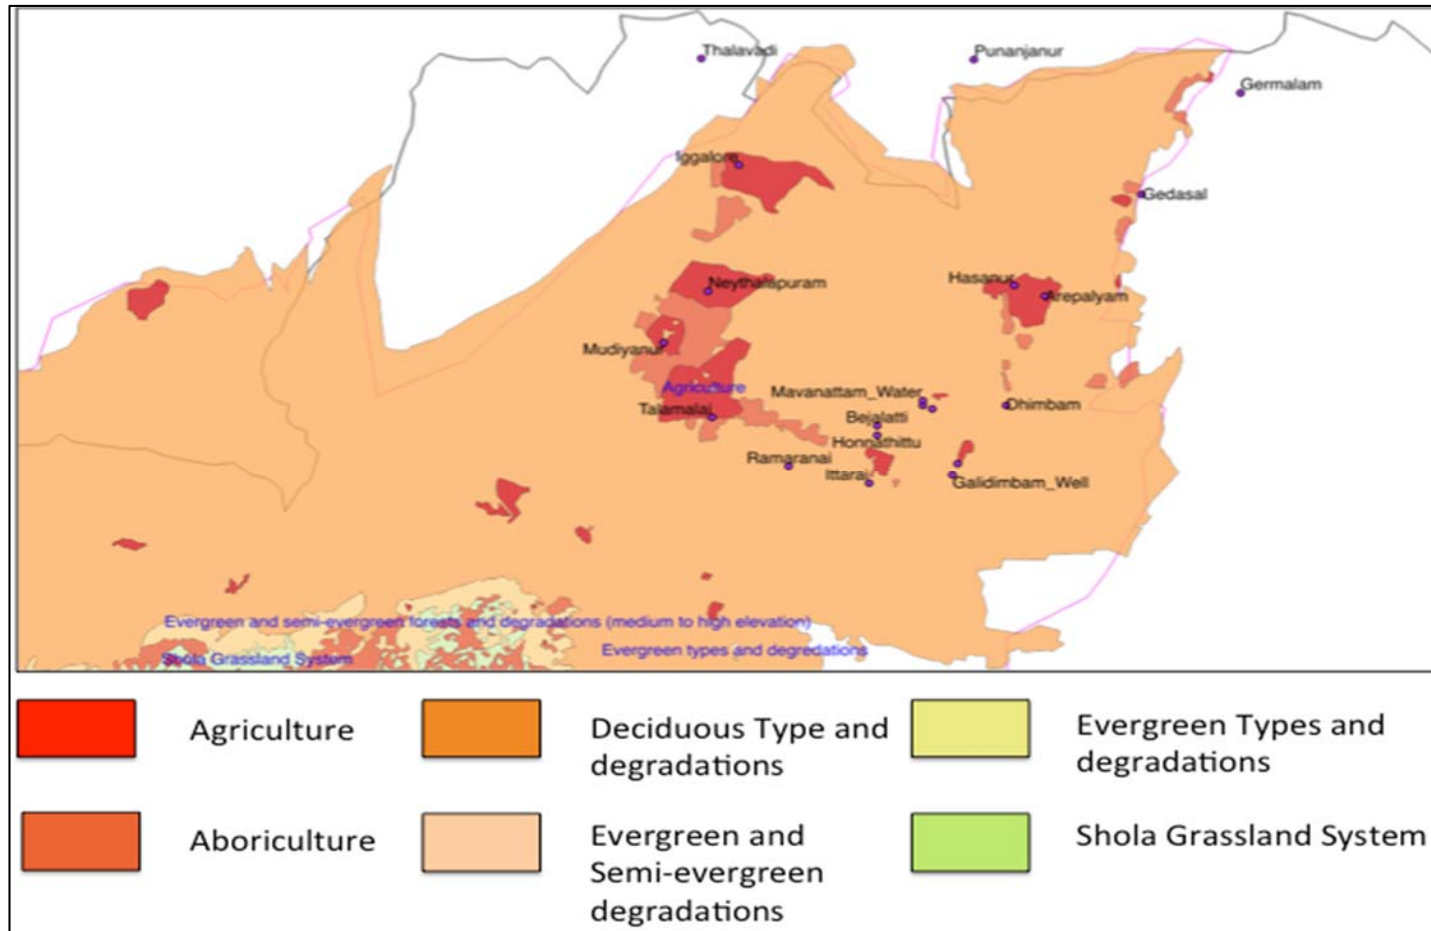 Thalavadi
Punanjanur
Germalam
Iggalore
Gedasal
Hasanur
Neythalapuram
Arepalyam
Mudiyanur
Agriculture
Mavanattam_Water
Talamalai
Dhimbam
Bejalatti
Honnathittu
Ramaranai
Ittarai
Galidimbam_Well
Evergreen and semi-evergreen forests and degradations (medium to high elevation)
Shola Grassland System
Evergreen types and degredations
Agriculture
Deciduous Type and
degradations
Evergreen Types and
degradations
Aboriculture
Evergreen and
Semi-evergreen
degradations
Shola Grassland System